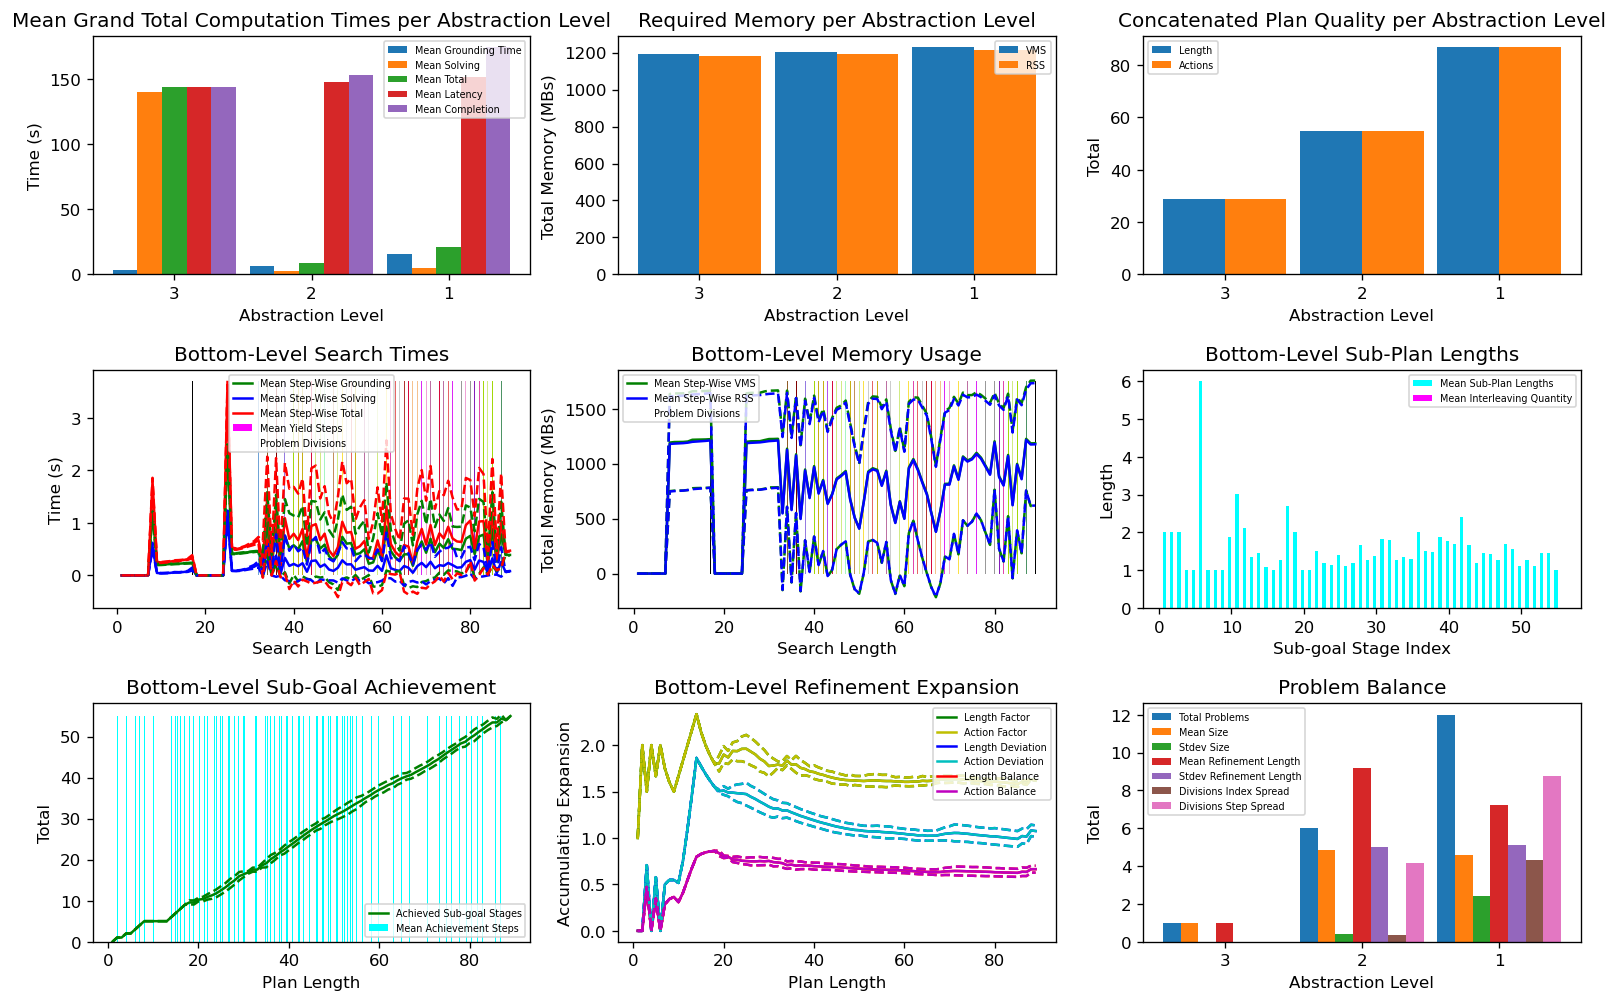 Mean Grand Total Computation Times per Abstraction Level
Time (s)
150
100
50
0
Mean Grounding Time
Mean Solving
Mean Total
Mean Latency
Mean Completion
3 2 1
Abstraction Level
Required Memory per Abstraction Level
Total Memory (MBs)
1200
1000
800
600
400
200
0
VMS
RSS
3 2 1
Abstraction Level
Concatenated Plan Quality per Abstraction Level
Total
80
60
40
20
0
Length
Actions
3 2 1
Abstraction Level
Bottom-Level Search Times
Time (s)
3
2
1
0
Mean Step-Wise Grounding
Mean Step-Wise Solving
Mean Step-Wise Total
Mean Yield Steps
Problem Divisions
0 20 40 60 80
Search Length
Bottom-Level Memory Usage
Total Memory (MBs)
1500
1000
500
0
Mean Step-Wise VMS
Mean Step-Wise RSS
Problem Divisions
0 20 40 60 80
Search Length
Bottom-Level Sub-Plan Lengths
Length
6
5
4
3
2
1
0
Mean Sub-Plan Lengths
Mean Interleaving Quantity
0 10 20 30 40 50
Sub-goal Stage Index
Bottom-Level Sub-Goal Achievement
Total
50
40
30
20
10
0
Achieved Sub-goal Stages
Mean Achievement Steps
0 20 40 60 80
Plan Length
Bottom-Level Refinement Expansion
Accumulating Expansion
2.0
1.5
1.0
0.5
0.0
Length Factor
Action Factor
Length Deviation
Action Deviation
Length Balance
Action Balance
0 20 40 60 80
Plan Length
Problem Balance
Total
12
10
8
6
4
2
0
Total Problems
Mean Size
Stdev Size
Mean Refinement Length
Stdev Refinement Length
Divisions Index Spread
Divisions Step Spread
3 2 1
Abstraction Level